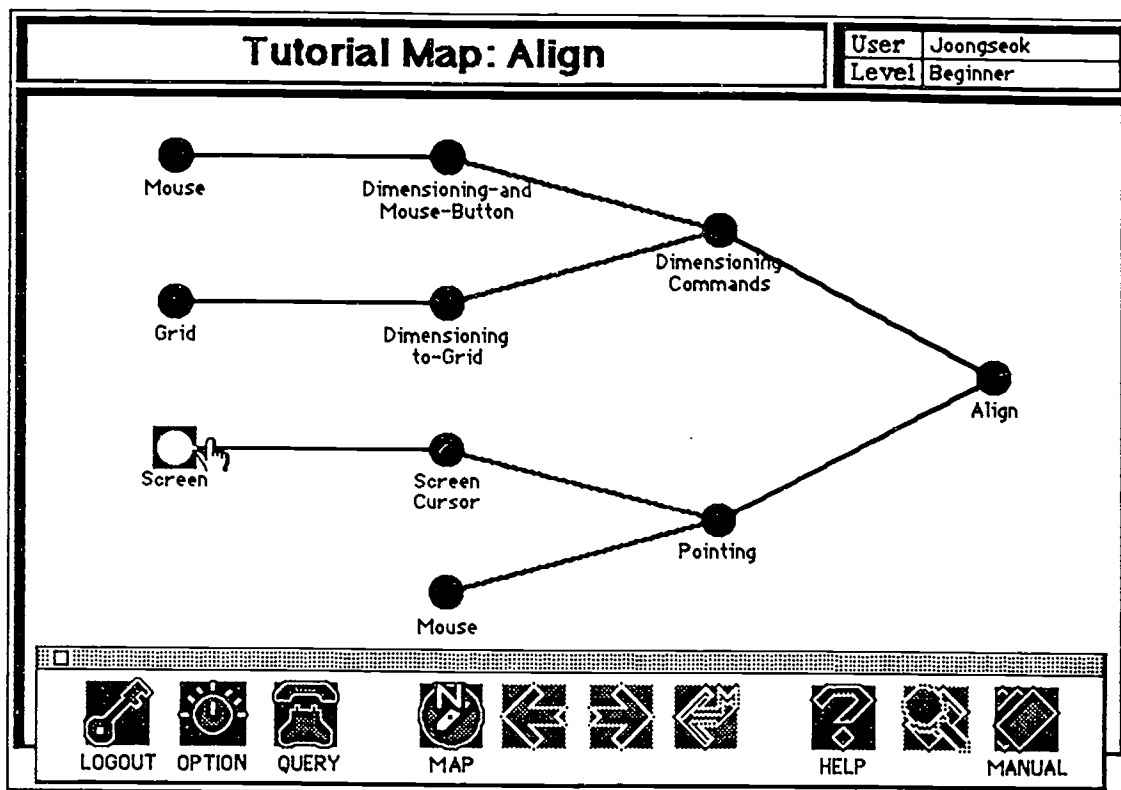 Tutorial Map: Align
User Joongseok
Level Beginner
Mouse
Dimensioning-and
Mouse-Button
Dimensioning
Commands
Grid
Dimensioning
to-Grid
Align
Screen
Screen
Cursor
Pointing
Mouse
N
M
?
LOGOUT OPTION QUERY MAP HELP MANUAL